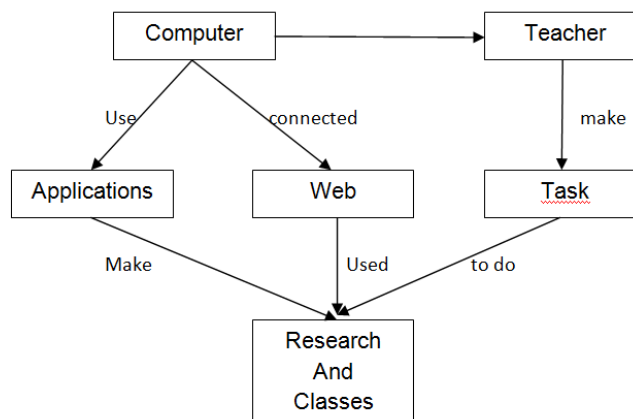 Computer
Teacher
Use
connected
make
Applications
Web
Task
Make
Used
to do
Research
And
Classes